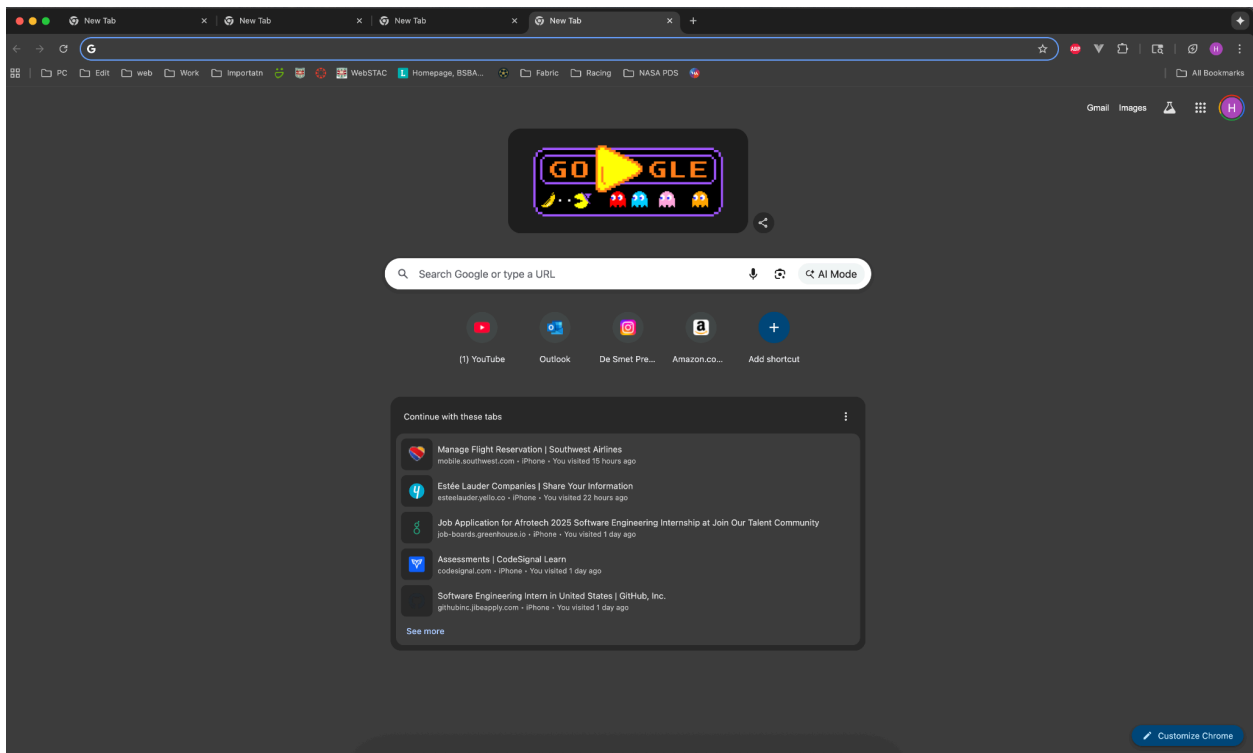 New Tab
New Tab
New Tab
New Tab
G
ABP
H
PC
Edit
web
Work
Importatn
WebSTAC
L Homepage, BSBA...
Fabric
Racing
NASA PDS
All Bookmarks
Gmail Images H
GO GLE
Search Google or type a URL
AI Mode
(1) YouTube
Outlook
De Smet Pre...
Amazon.co...
Add shortcut
Continue with these tabs
Manage Flight Reservation | Southwest Airlines
mobile.southwest.com • iPhone • You visited 15 hours ago
Estée Lauder Companies | Share Your Information
esteelauder.yello.co • iPhone • You visited 22 hours ago
Job Application for Afrotech 2025 Software Engineering Internship at Join Our Talent Community
job-boards.greenhouse.io • iPhone • You visited 1 day ago
Assessments | CodeSignal Learn
codesignal.com • iPhone • You visited 1 day ago
Software Engineering Intern in United States | GitHub, Inc.
githubinc.jibeapply.com • iPhone • You visited 1 day ago
See more
Customize Chrome